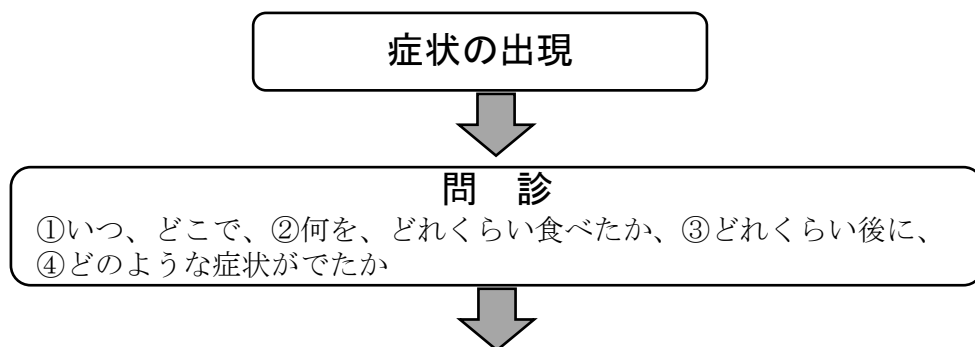 症状の出現
問　診
①いつ、どこで、②何を、どれくらい食べたか、③どれくらい後に、
④どのような症状がでたか